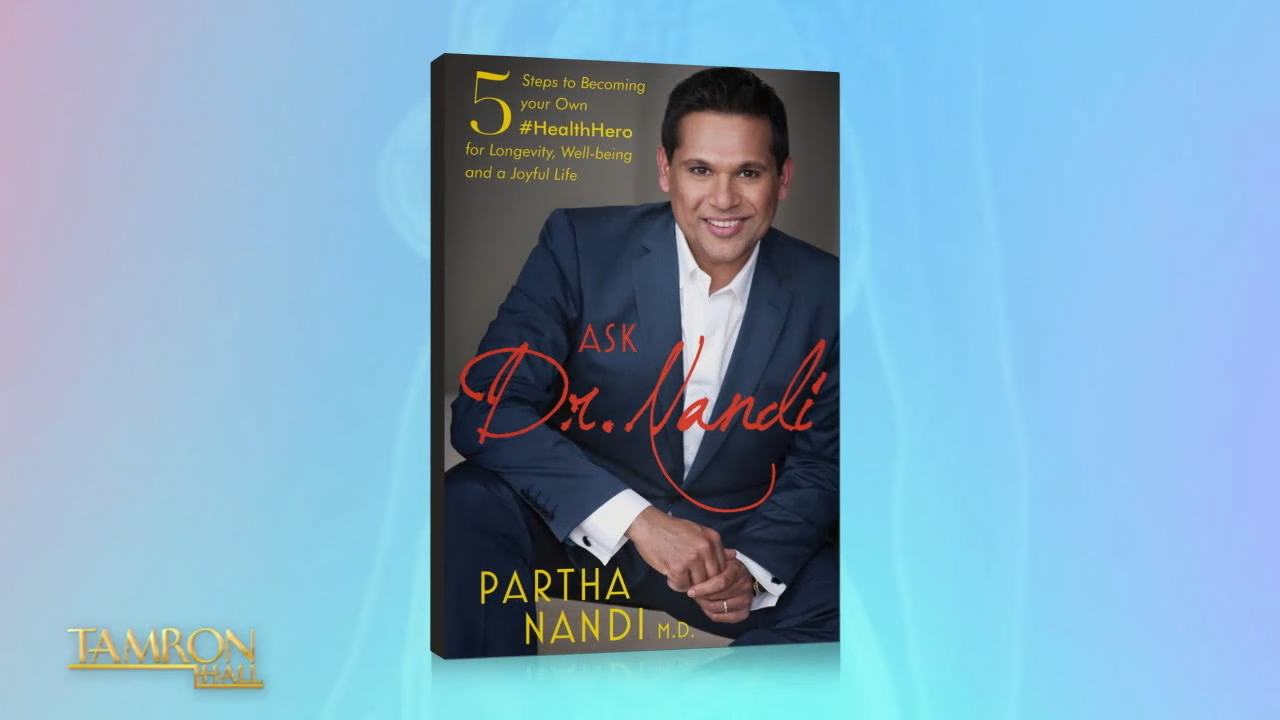 5 Steps to Becoming
your Own
#HealthHero
for Longevity, Well-being
and a Joyful Life
ASK
Dr. Nandi
PARTHA
NANDI M.D.
TAMRON
HALL